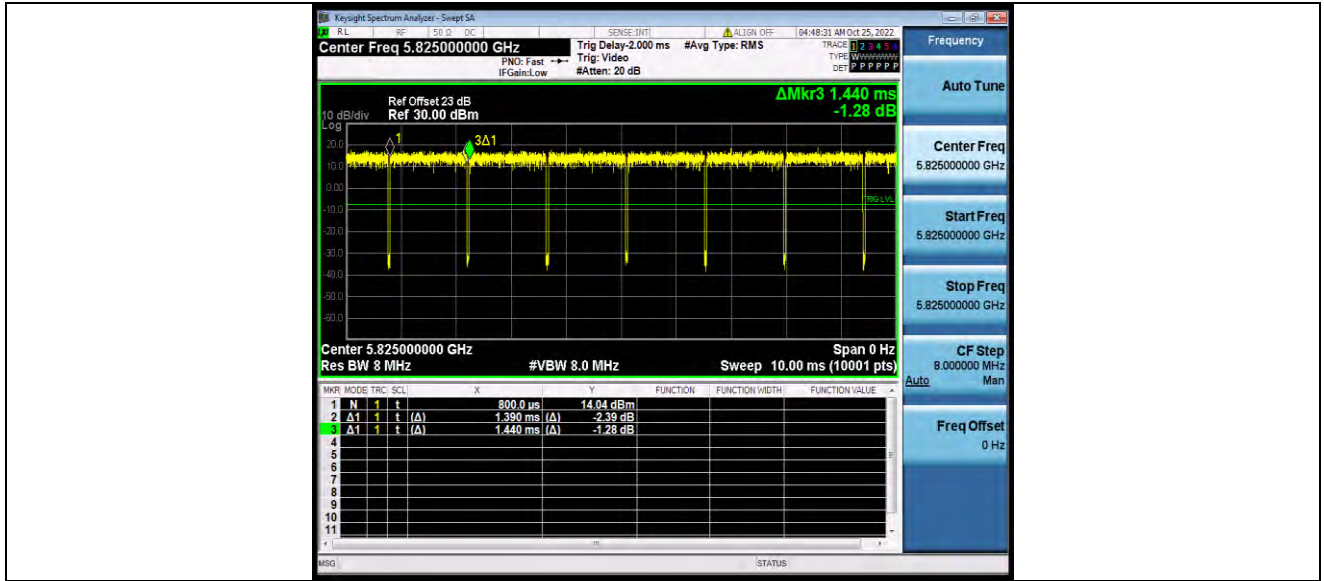 Keysight Spectrum Analyzer - Swept SA
RL RF 50 Ω DC SENSE:INT ALIGN OFF 04:48:31 AM Oct 25, 2022
Center Freq 5.825000000 GHz
PNO: Fast
IFGain:Low
Trig Delay-2.000 ms
Trig: Video
#Atten: 20 dB
#Avg Type: RMS
TRACE 1 2 3 4 5 6
TYPE WWWWWW
DET P P P P P P
Ref Offset 23 dB
Ref 30.00 dBm
10 dB/div
Log
ΔMkr3 1.440 ms
-1.28 dB
20.0
10.0
0.00
-10.0
-20.0
-30.0
-40.0
-50.0
-60.0
1
3Δ1
TRIG LVL
Center 5.825000000 GHz Span 0 Hz
Res BW 8 MHz #VBW 8.0 MHz Sweep 10.00 ms (10001 pts)
MKR MODE TRC SCL X Y FUNCTION FUNCTION WIDTH FUNCTION VALUE
1 N 1 t 800.0 µs 14.04 dBm
2 Δ1 1 t (Δ) 1.390 ms (Δ) -2.39 dB
3 Δ1 1 t (Δ) 1.440 ms (Δ) -1.28 dB
4
5
6
7
8
9
10
11
MSG STATUS
Frequency
Auto Tune
Center Freq
5.825000000 GHz
Start Freq
5.825000000 GHz
Stop Freq
5.825000000 GHz
CF Step
8.000000 MHz
Auto Man
Freq Offset
0 Hz